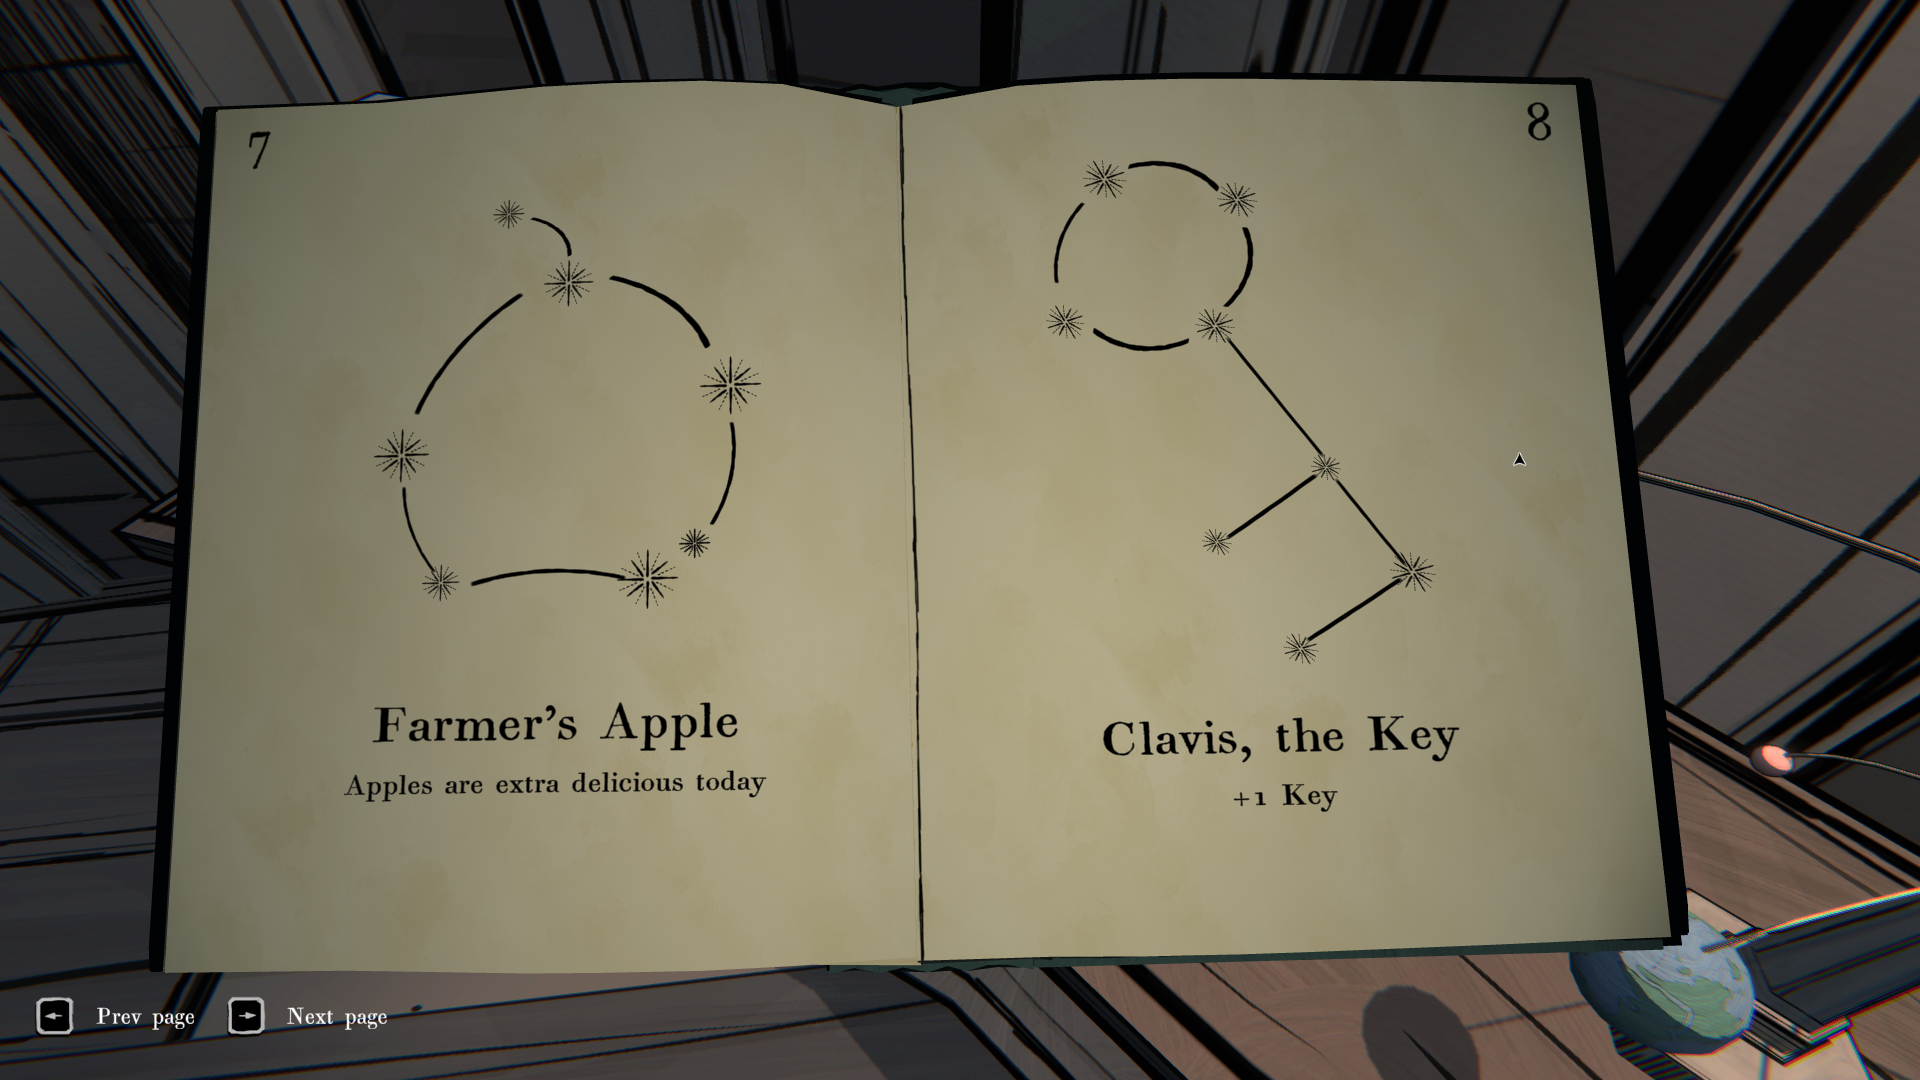 7
Farmer's Apple
Apples are extra delicious today
8
Clavis, the Key
+1 Key
Prev page
Next page